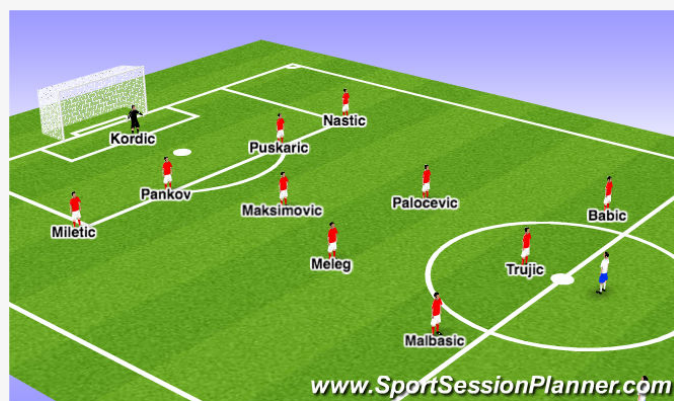 Kordic
Nastic
Puskaric
Pankov
Palocevic
Maksimovic
Babic
Miletic
Meleg
Trujic
Malbasic
www.SportSessionPlanner.com